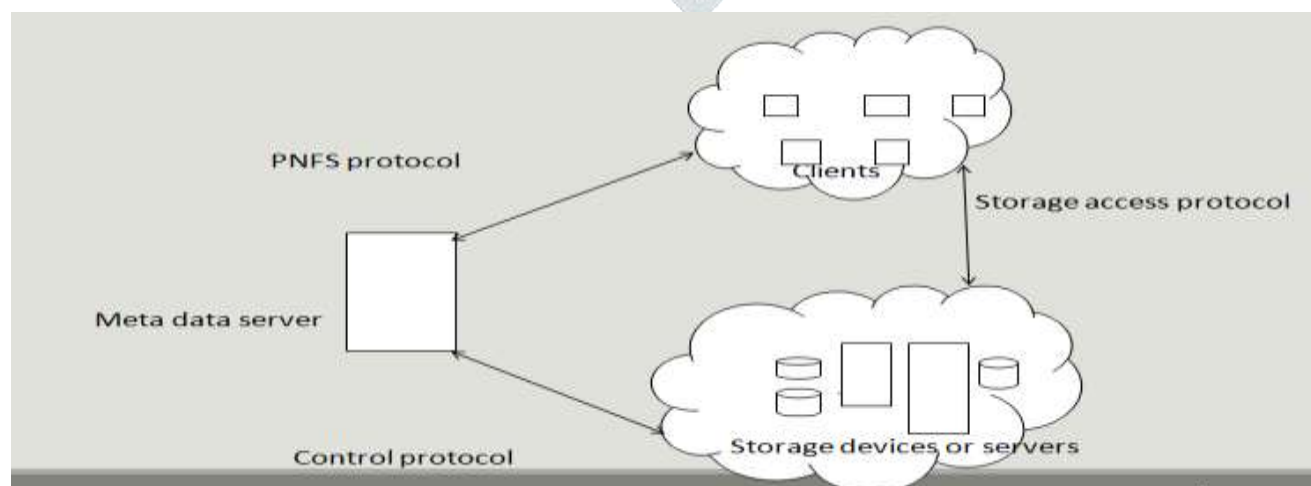 PNFS protocol
Clients
Storage access protocol
Meta data server
Storage devices or servers
Control protocol